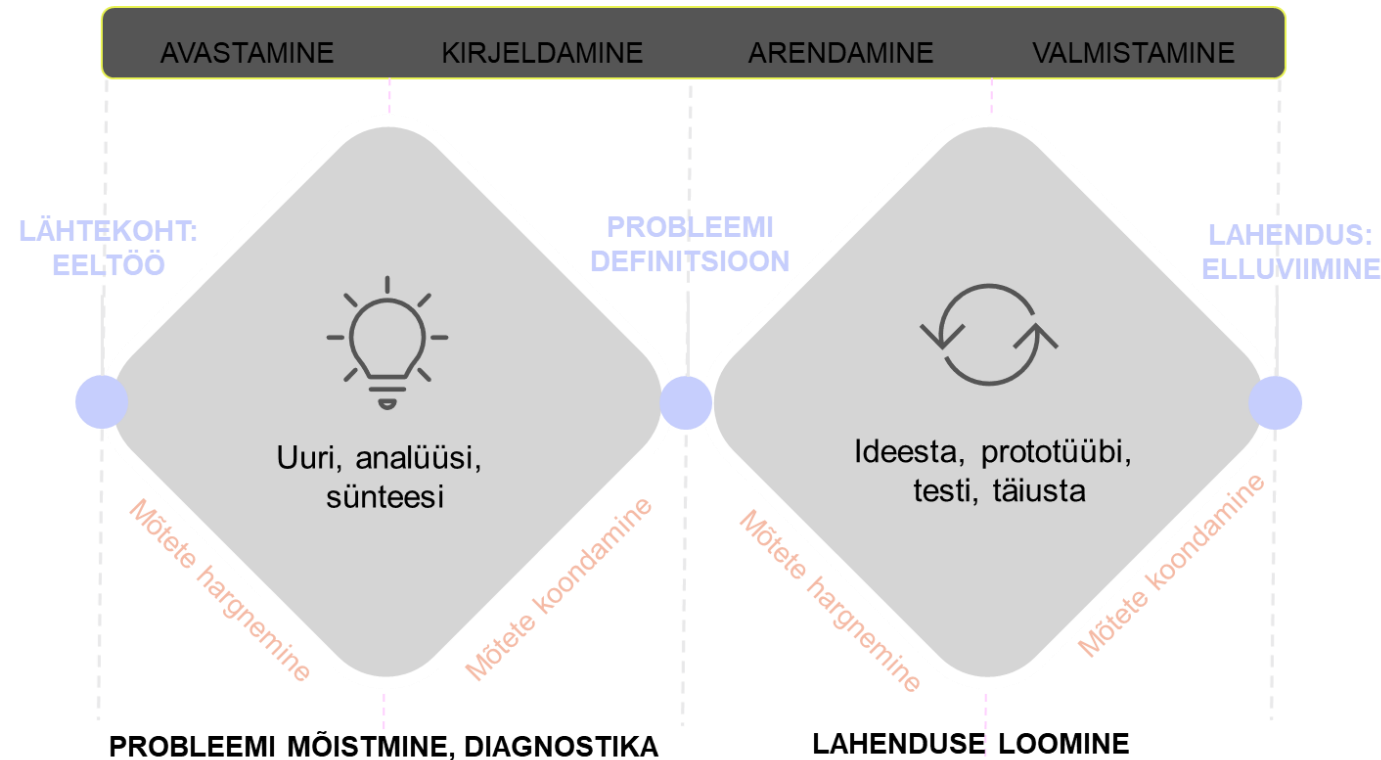 AVASTAMINE
KIRJELDAMINE
ARENDAMINE
VALMISTAMINE
LÄHTEKOHT:
EELTÖÖ
PROBLEEMI
DEFINITSIOON
LAHENDUS:
ELLUVIIMINE
Uuri, analüüsi,
sünteesi
Ideesta, prototüübi,
testi, täiusta
Mõtete hargnemine
Mõtete koondamine
Mõtete hargnemine
Mõtete koondamine
PROBLEEMI MÕISTMINE, DIAGNOSTIKA
LAHENDUSE LOOMINE